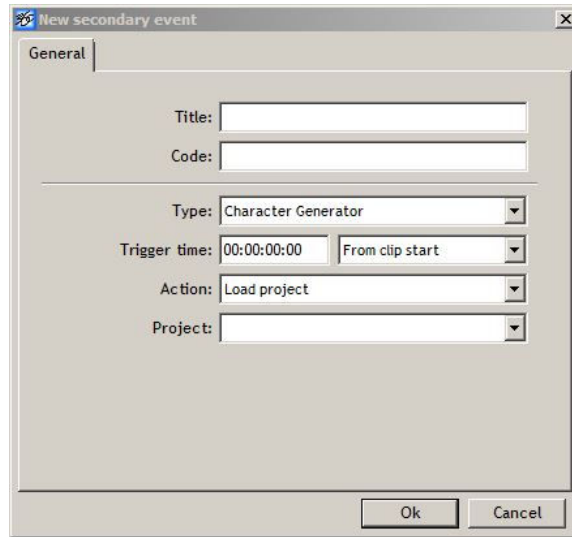 New secondary event
General
Title:
Code:
Type: Character Generator
Trigger time: 00:00:00:00 From clip start
Action: Load project
Project:
Ok Cancel